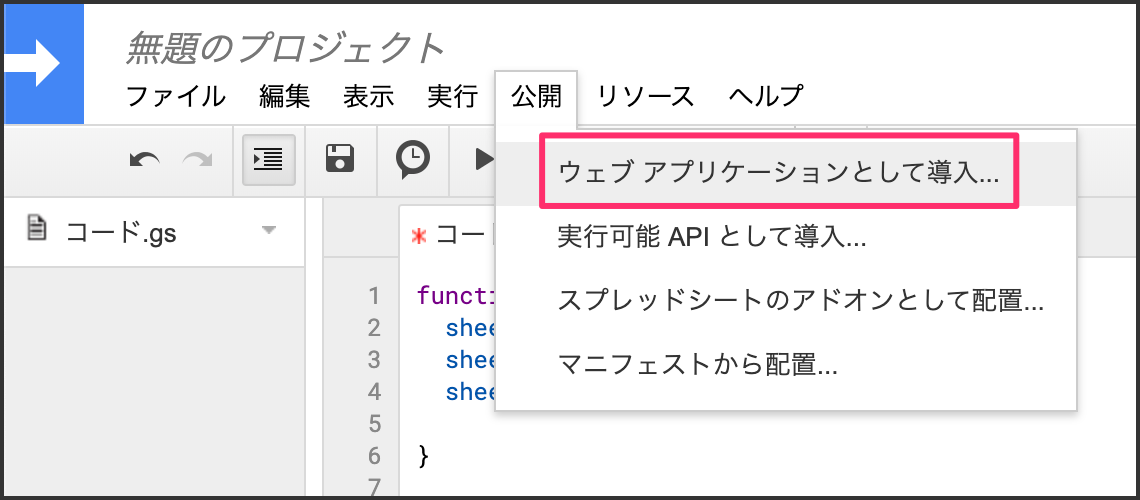 無題のプロジェクト
ファイル 編集 表示 実行 公開 リソース ヘルプ
ウェブ アプリケーションとして導入...
実行可能 API として導入...
スプレッドシートのアドオンとして配置...
マニフェストから配置...
コード.gs
* コー
1 functi
2 shee
3 shee
4 shee
5
6 }
7